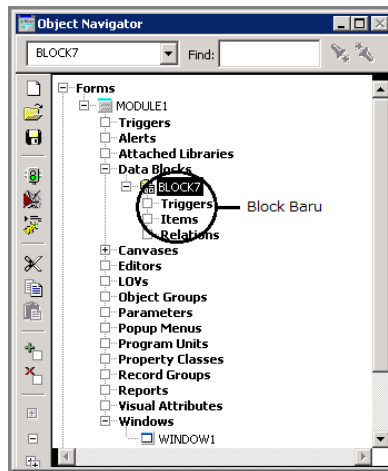 Object Navigator
BLOCK7
Find:
Forms
MODULE1
Triggers
Alerts
Attached Libraries
Data Blocks
BLOCK7
Triggers
Items
Relations
Block Baru
Canvases
Editors
LOVs
Object Groups
Parameters
Popup Menus
Program Units
Property Classes
Record Groups
Reports
Visual Attributes
Windows
WINDOW1